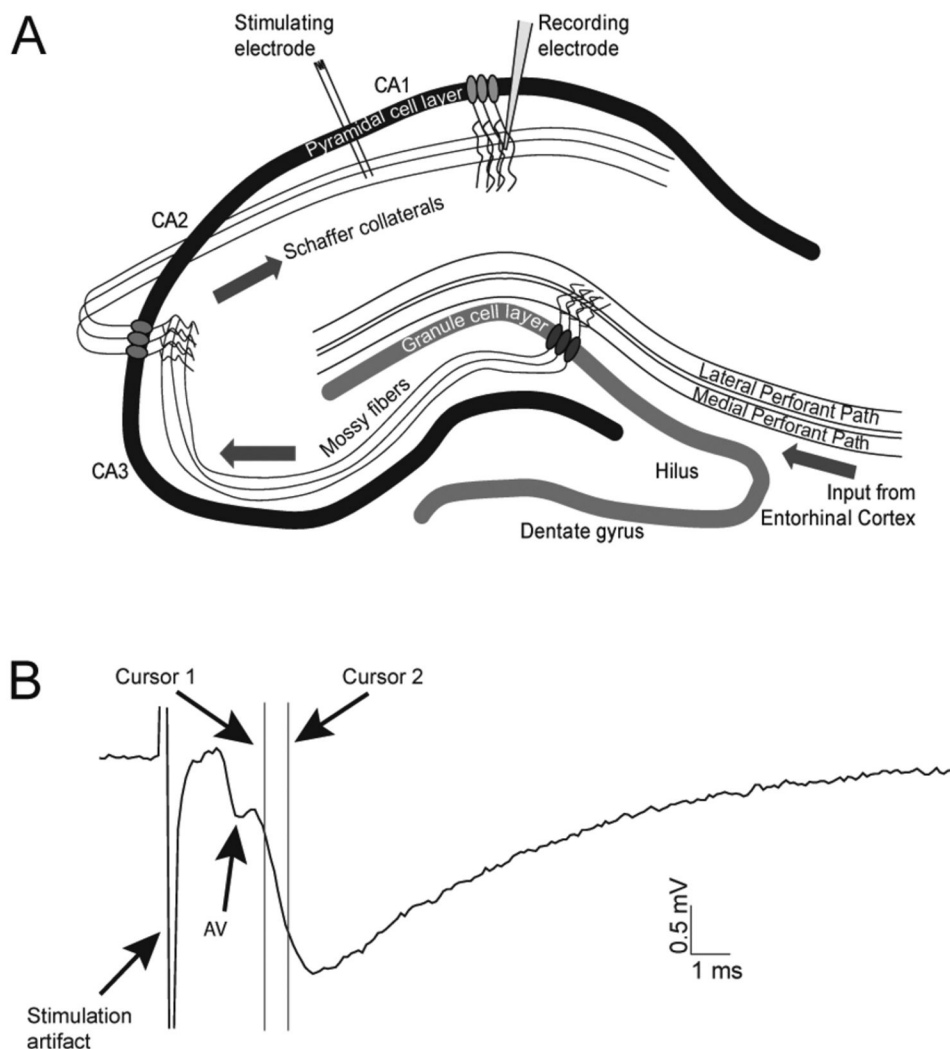 A
Stimulating
electrode
Recording
electrode
CA1
Pyramidal cell layer
CA2
Schaffer collaterals
Granule cell layer
Lateral Perforant Path
Medial Perforant Path
Mossy fibers
CA3
Hilus
Input from
Entorhinal Cortex
Dentate gyrus
B
Cursor 1
Cursor 2
AV
0.5 mV
1 ms
Stimulation
artifact